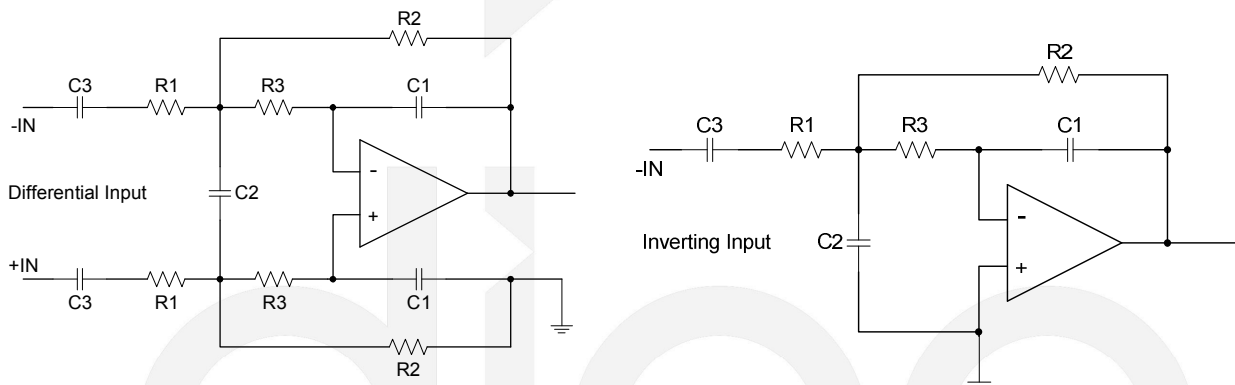 R2
C3
R1
R3
C1
-IN
-
Differential Input
C2
+
+IN
C3
R1
R3
C1
R2
R2
C3
R1
R3
C1
-IN
-
Inverting Input
C2
+